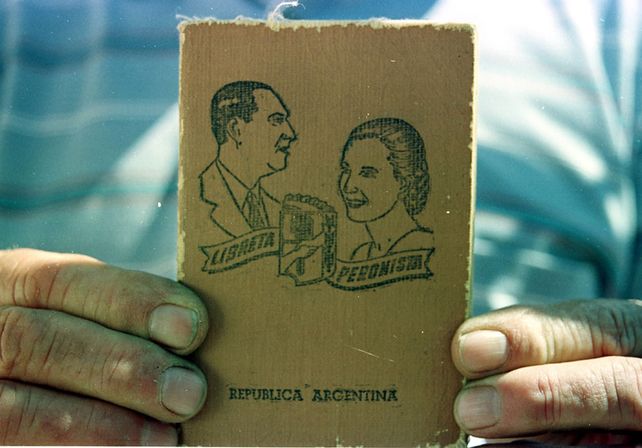 LIBRETA PERONISTA
REPUBLICA ARGENTINA